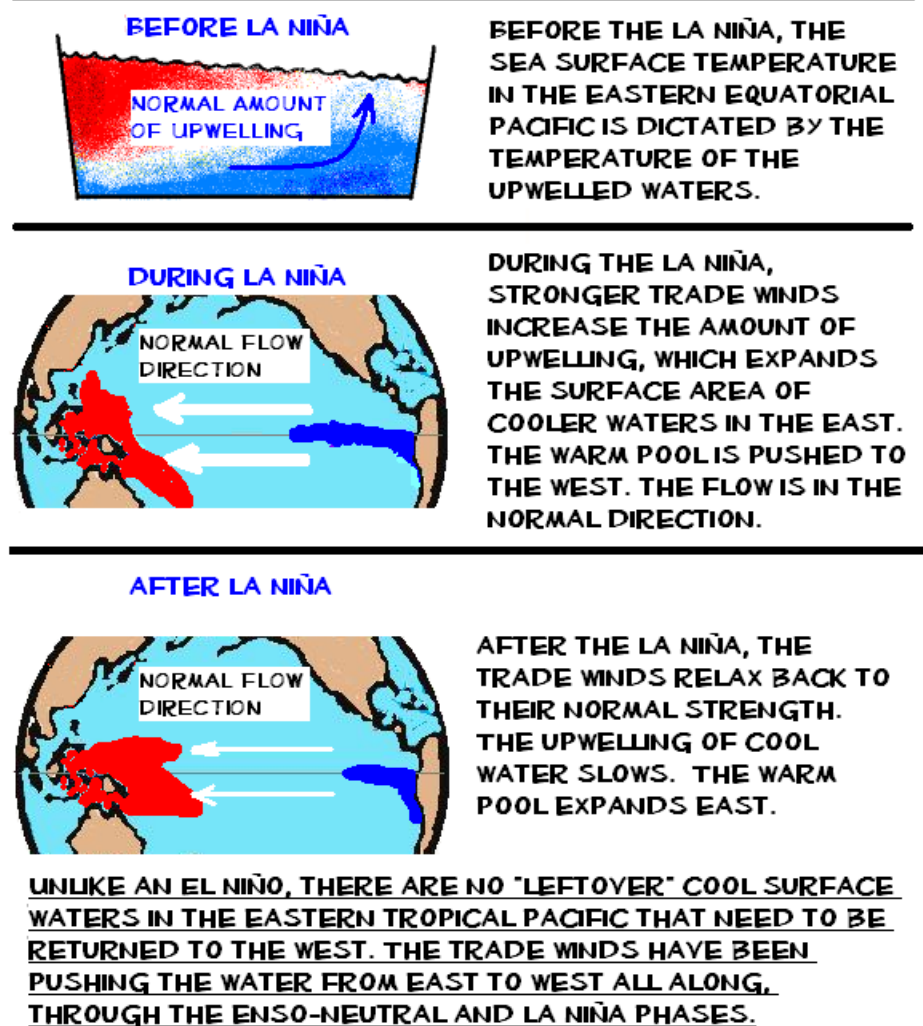 BEFORE LA NIÑA
NORMAL AMOUNT
OF UPWELLING
BEFORE THE LA NIÑA, THE
SEA SURFACE TEMPERATURE
IN THE EASTERN EQUATORIAL
PACIFIC IS DICTATED BY THE
TEMPERATURE OF THE
UPWELLED WATERS.
DURING LA NIÑA
NORMAL FLOW
DIRECTION
DURING THE LA NIÑA,
STRONGER TRADE WINDS
INCREASE THE AMOUNT OF
UPWELLING, WHICH EXPANDS
THE SURFACE AREA OF
COOLER WATERS IN THE EAST.
THE WARM POOL IS PUSHED TO
THE WEST. THE FLOW IS IN THE
NORMAL DIRECTION.
AFTER LA NIÑA
NORMAL FLOW
DIRECTION
AFTER THE LA NIÑA, THE
TRADE WINDS RELAX BACK TO
THEIR NORMAL STRENGTH.
THE UPWELLING OF COOL
WATER SLOWS. THE WARM
POOL EXPANDS EAST.
UNLIKE AN EL NIÑO, THERE ARE NO "LEFTOVER" COOL SURFACE
WATERS IN THE EASTERN TROPICAL PACIFIC THAT NEED TO BE
RETURNED TO THE WEST. THE TRADE WINDS HAVE BEEN
PUSHING THE WATER FROM EAST TO WEST ALL ALONG,
THROUGH THE ENSO-NEUTRAL AND LA NIÑA PHASES.